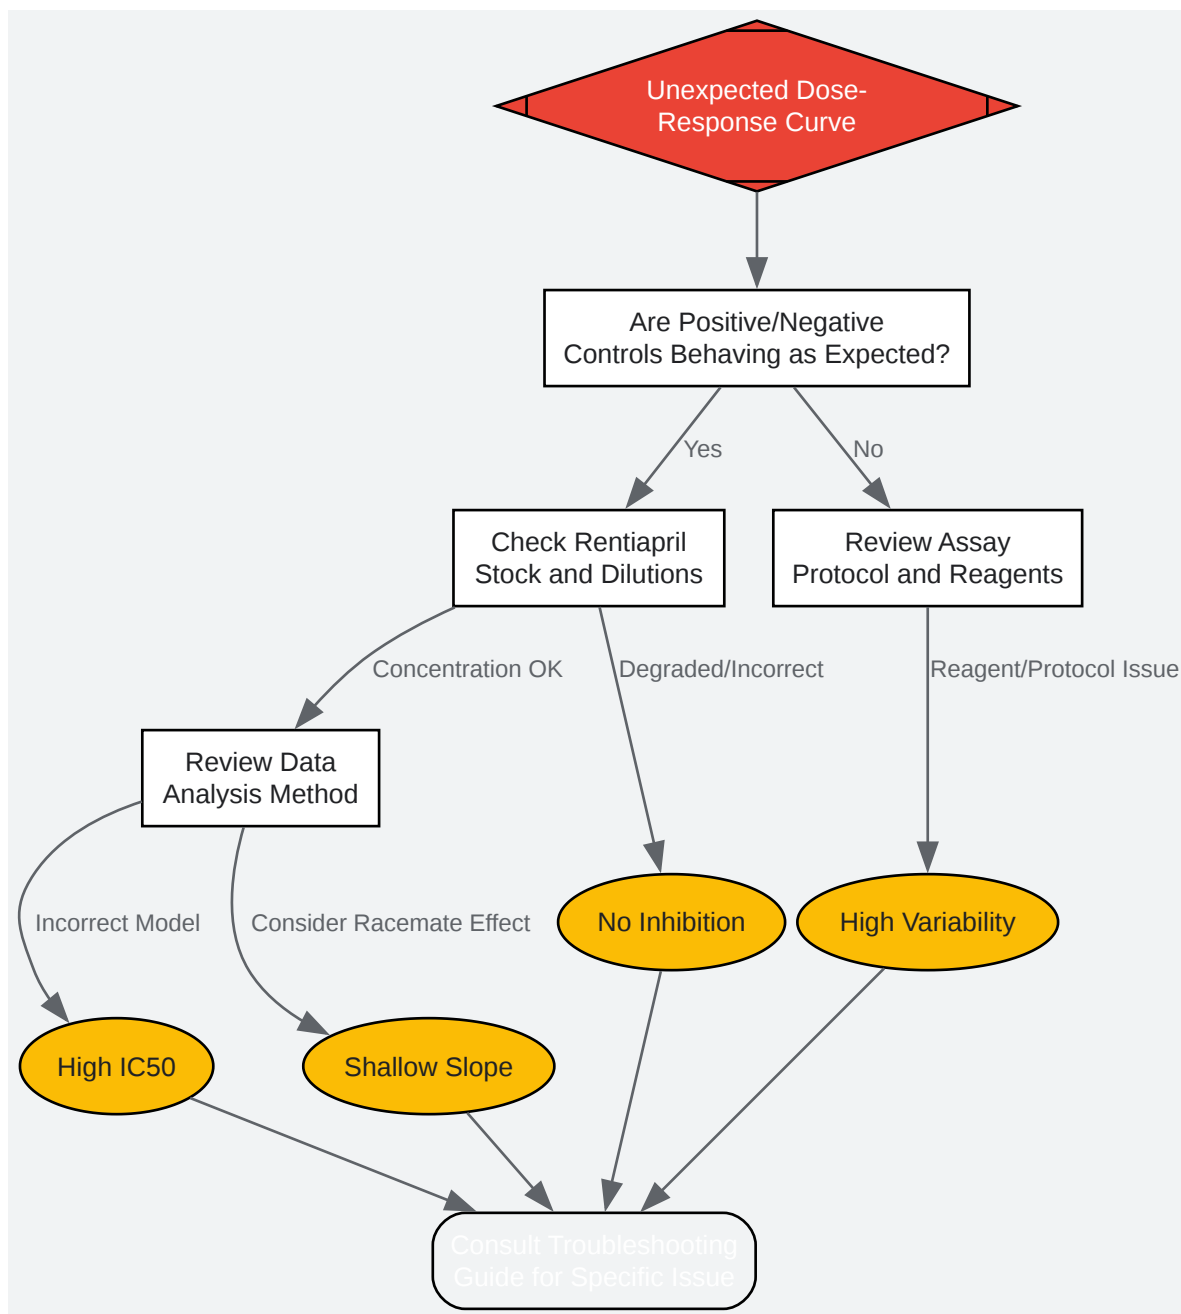 Unexpected Dose-
Response Curve
Are Positive/Negative
Controls Behaving as Expected?
Yes
No
Check Rentiapril
Stock and Dilutions
Review Assay
Protocol and Reagents
Concentration OK
Degraded/Incorrect
Reagent/Protocol Issue
Review Data
Analysis Method
Incorrect Model
Consider Racemate Effect
No Inhibition
High Variability
High IC50
Shallow Slope
Consult Troubleshooting
Guide for Specific Issue